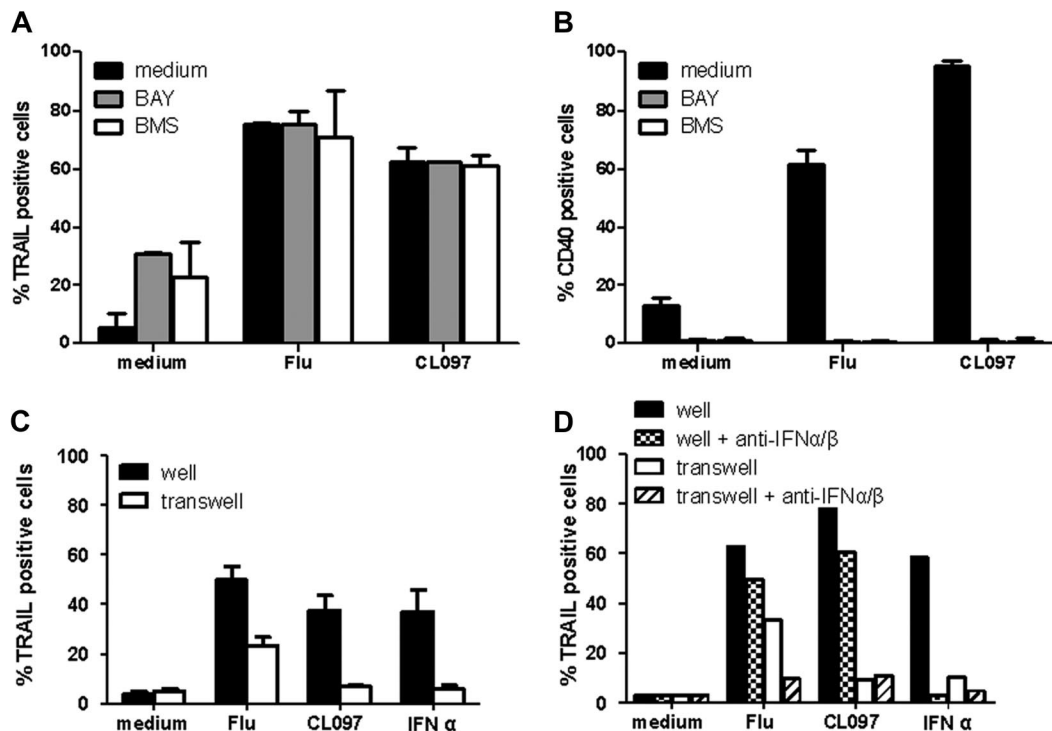 A
% TRAIL positive cells
100
80
60
40
20
0
medium
BAY
BMS
medium Flu CL097
B
% CD40 positive cells
100
80
60
40
20
0
medium
BAY
BMS
medium Flu CL097
C
% TRAIL positive cells
100
80
60
40
20
0
well
transwell
medium Flu CL097 IFN α
D
% TRAIL positive cells
100
80
60
40
20
0
well
well + anti-IFNα/β
transwell
transwell + anti-IFNα/β
medium Flu CL097 IFN α